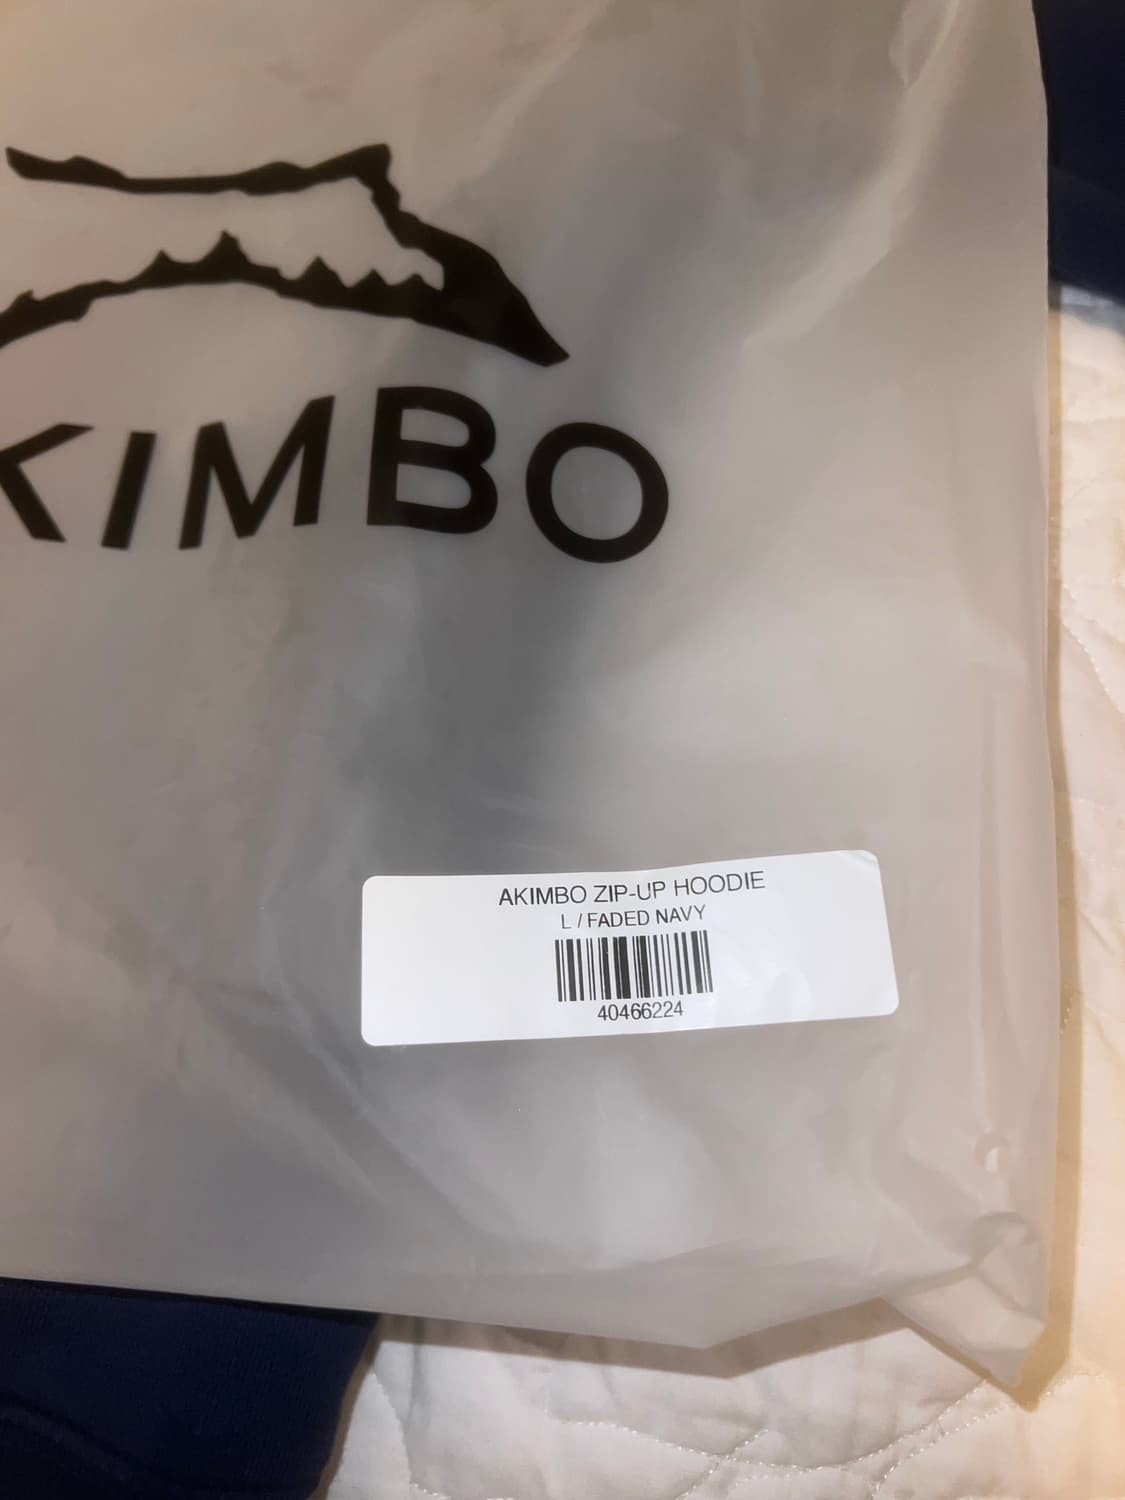 KIMBO
AKIMBO ZIP-UP HOODIE
L / FADED NAVY
40466224